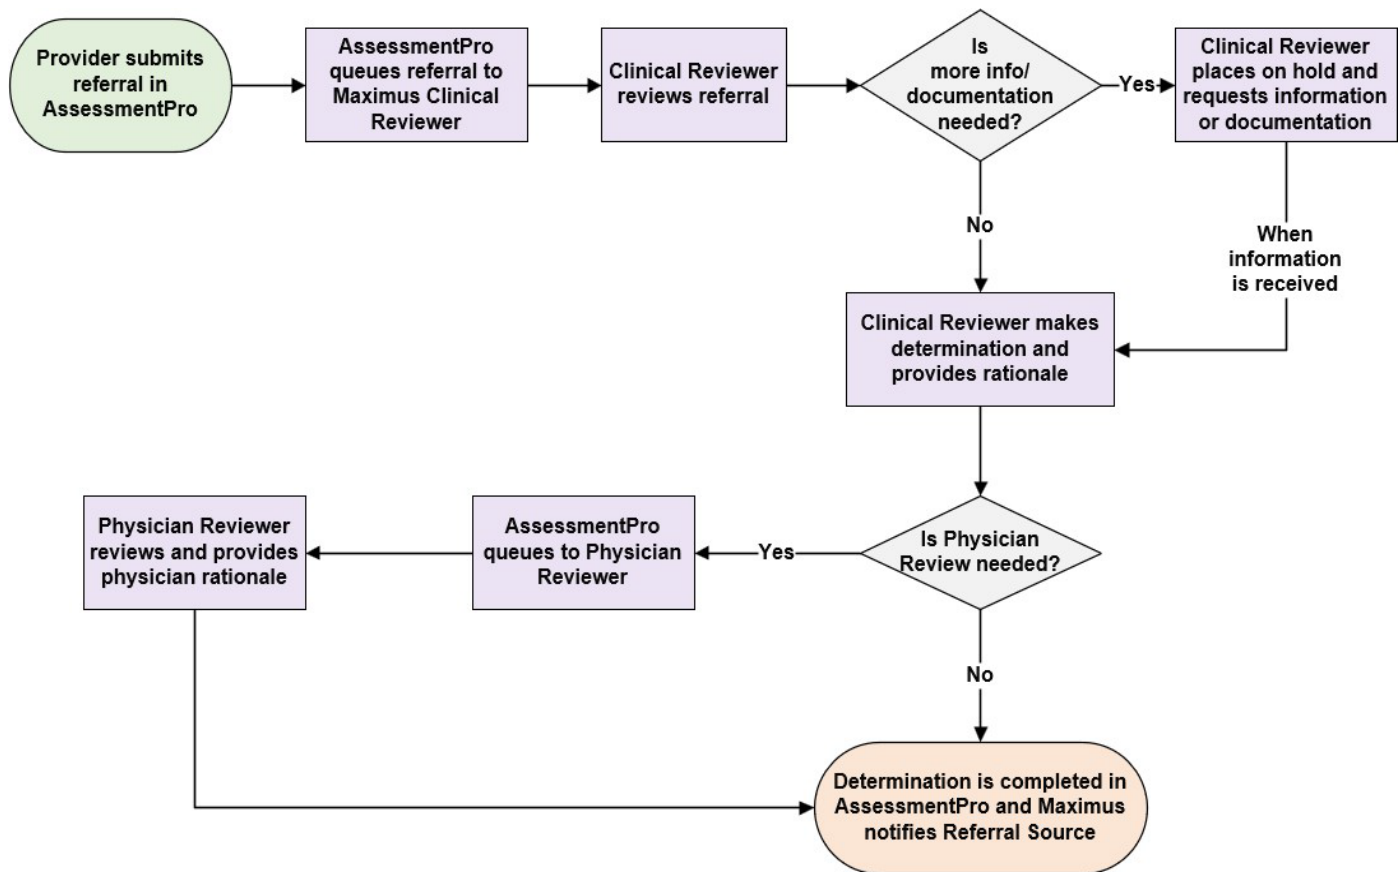 Provider submits
referral in
AssessmentPro
AssessmentPro
queues referral to
Maximus Clinical
Reviewer
Clinical Reviewer
reviews referral
Is
more info/
documentation
needed?
Yes
Clinical Reviewer
places on hold and
requests information
or documentation
No
When
information
is received
Clinical Reviewer makes
determination and
provides rationale
Is Physician
Review needed?
Yes
AssessmentPro
queues to Physician
Reviewer
Physician Reviewer
reviews and provides
physician rationale
No
Determination is completed in
AssessmentPro and Maximus
notifies Referral Source